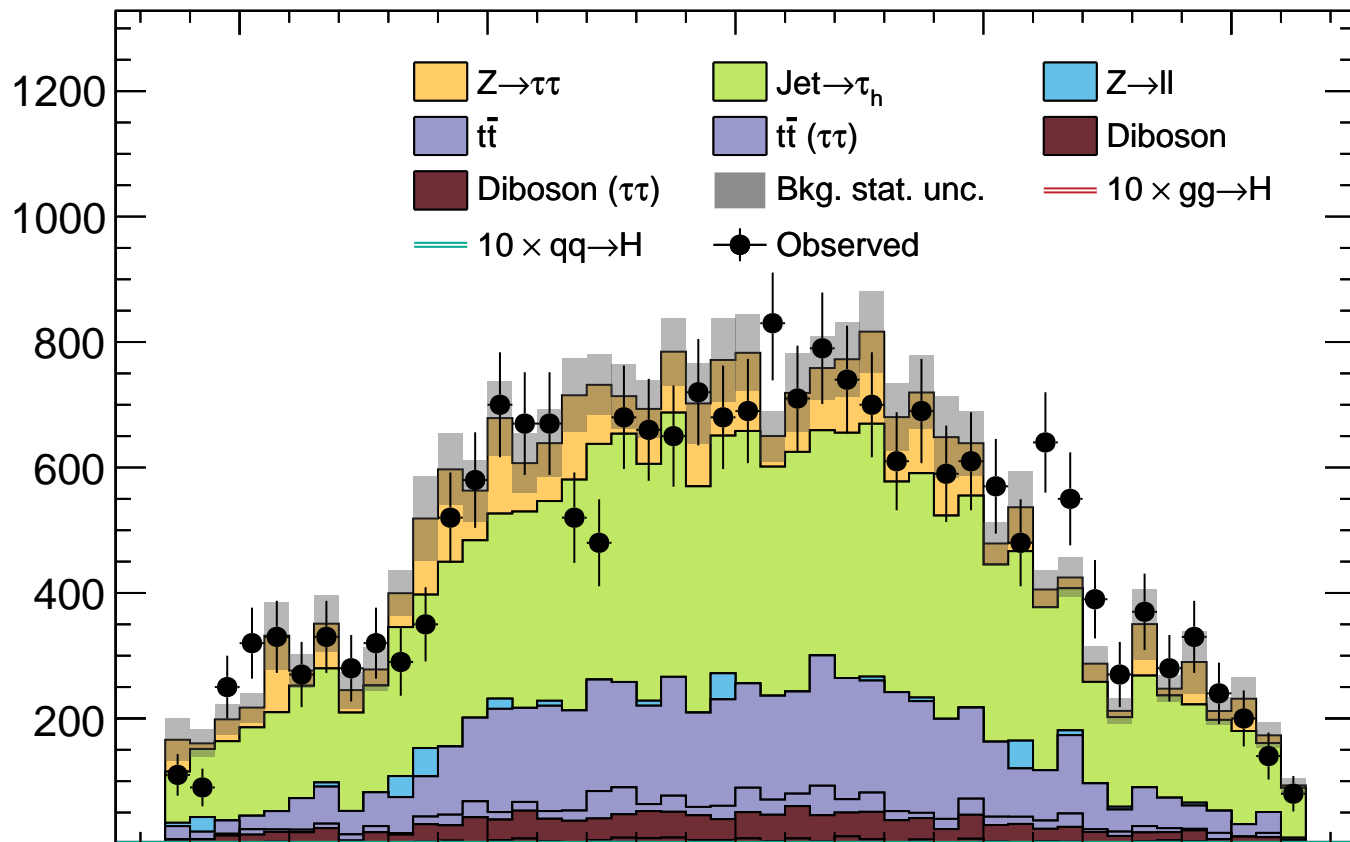 1200
1000
800
600
400
200
Z→ττ Jet→τh Z→ll
tt̄ tt̄ (ττ) Diboson
Diboson (ττ) Bkg. stat. unc. 10 × gg→H
10 × qq→H Observed